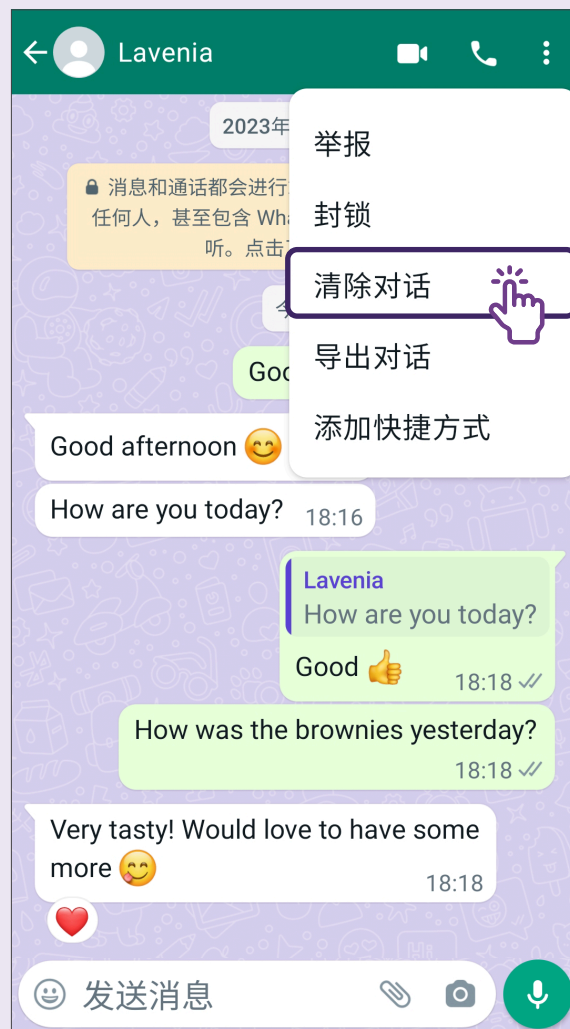 Lavenia
2023年
举报
消息和通话都会进行
任何人，甚至包含 Wha
听。点击
封锁
清除对话
导出对话
添加快捷方式
Good afternoon 😊
How are you today? 18:16
Lavenia
How are you today?
Good 👍 18:18
How was the brownies yesterday?
18:18
Very tasty! Would love to have some
more 😋 18:18
❤️
发送消息